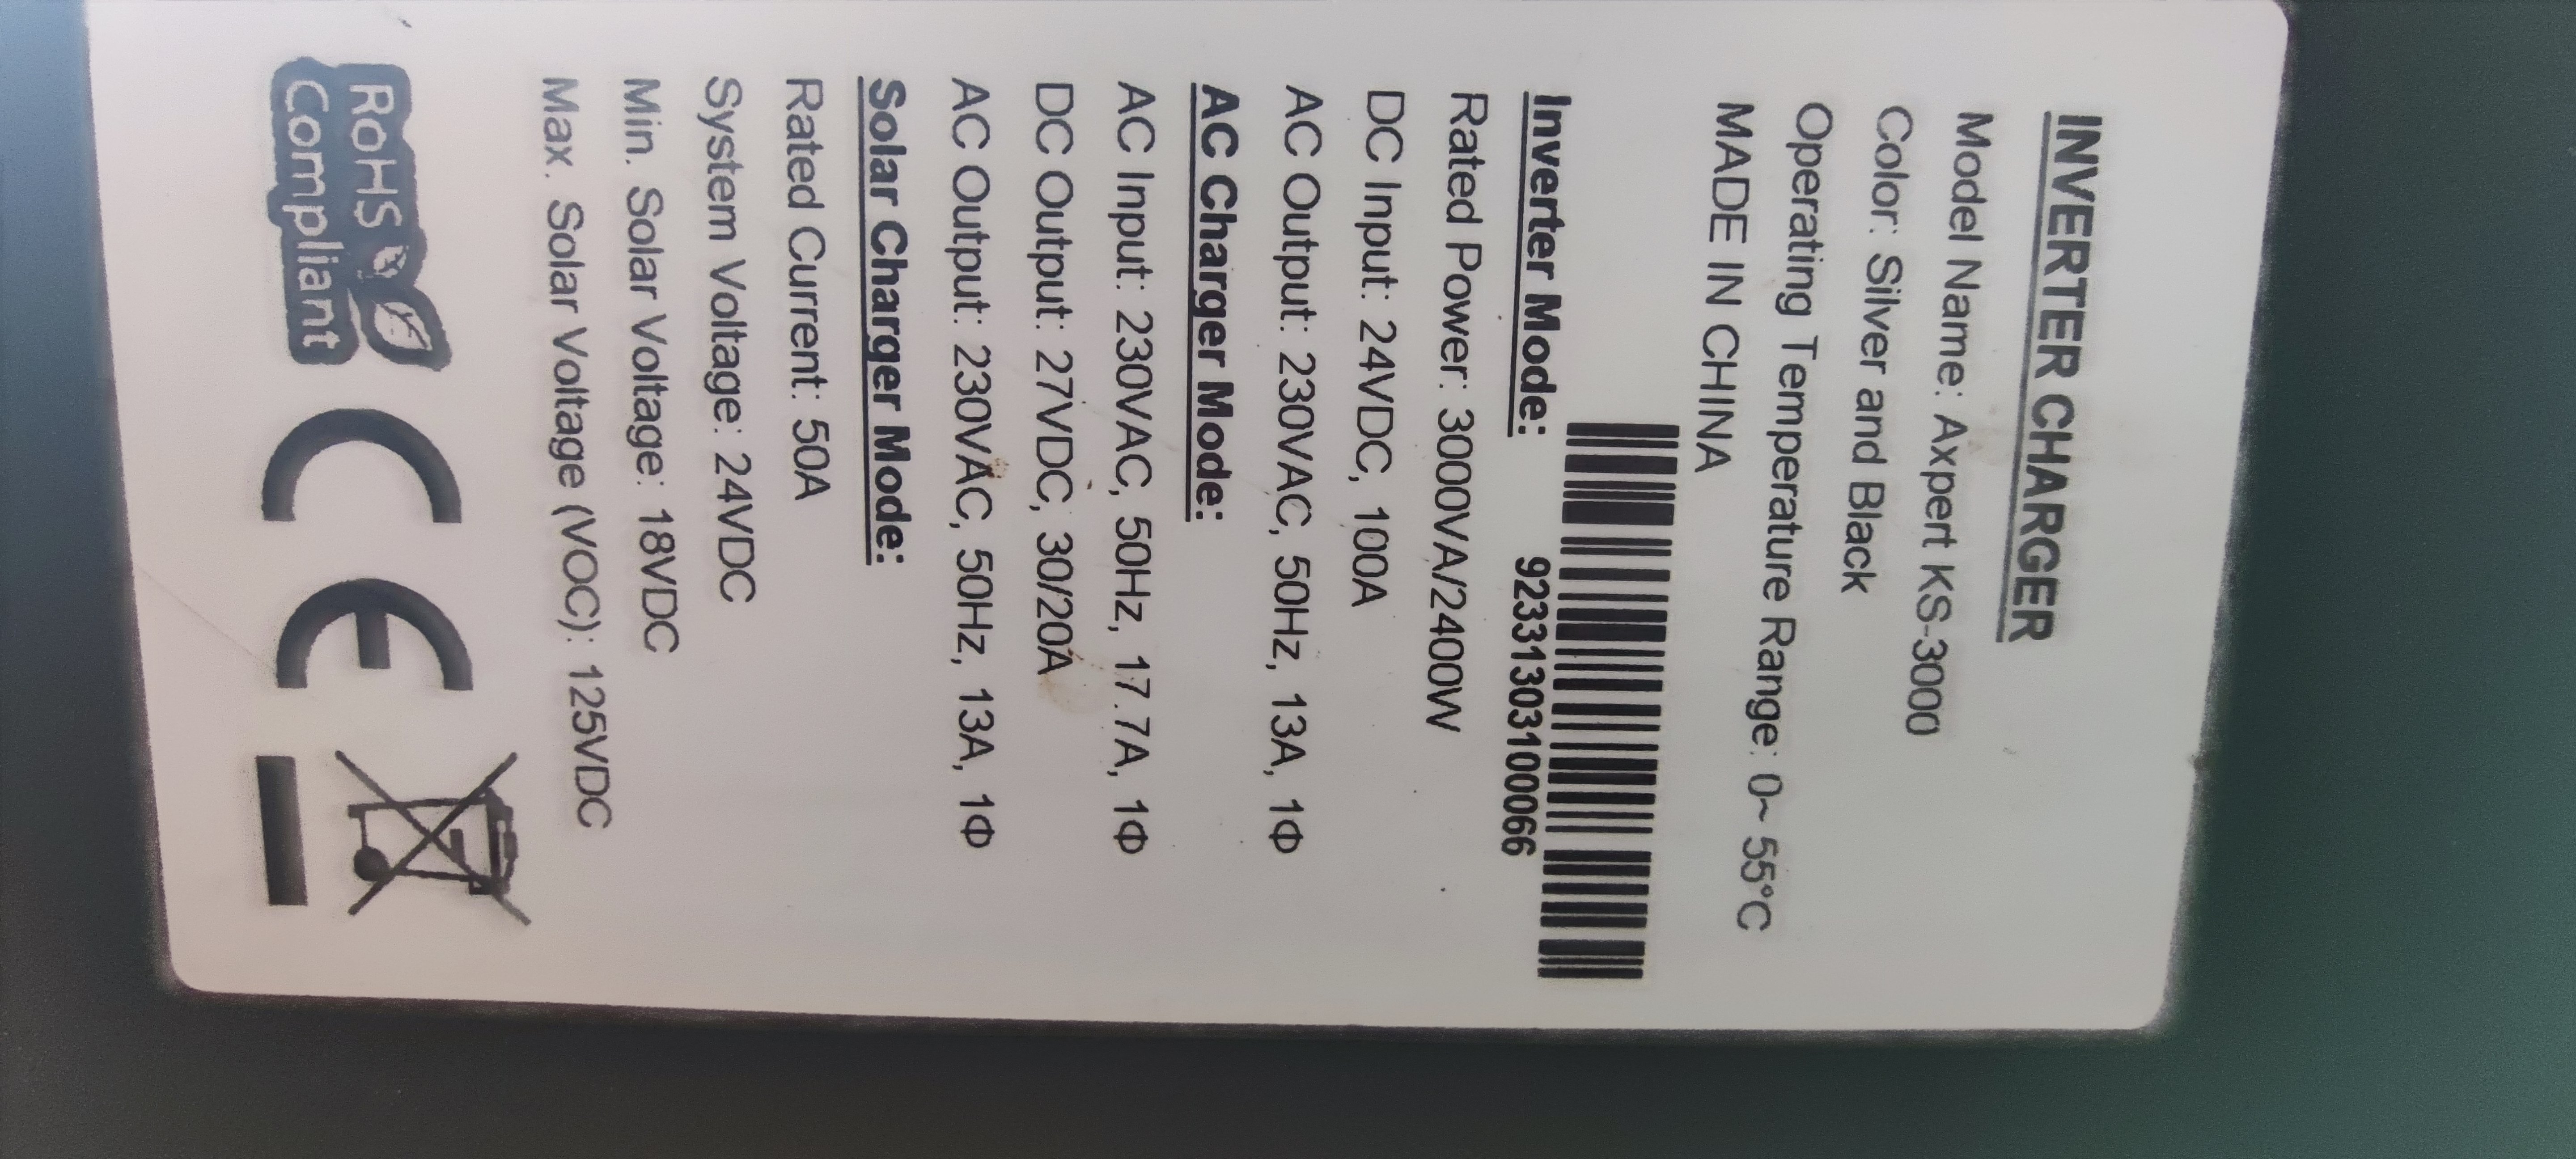 INVERTER CHARGER
Model Name: Axpert KS-3000
Color: Silver and Black
Operating Temperature Range: 0~ 55°C
MADE IN CHINA
92331303100066
Inverter Mode:
Rated Power: 3000VA/2400W
DC Input: 24VDC, 100A
AC Output: 230VAC, 50Hz, 13A, 1Φ
AC Charger Mode:
AC Input: 230VAC, 50Hz, 17.7A, 1Φ
DC Output: 27VDC, 30/20A
AC Output: 230VAC, 50Hz, 13A, 1Φ
Solar Charger Mode:
Rated Current: 50A
System Voltage: 24VDC
Min. Solar Voltage: 18VDC
Max. Solar Voltage (VOC): 125VDC
RoHS
Compliant
CE